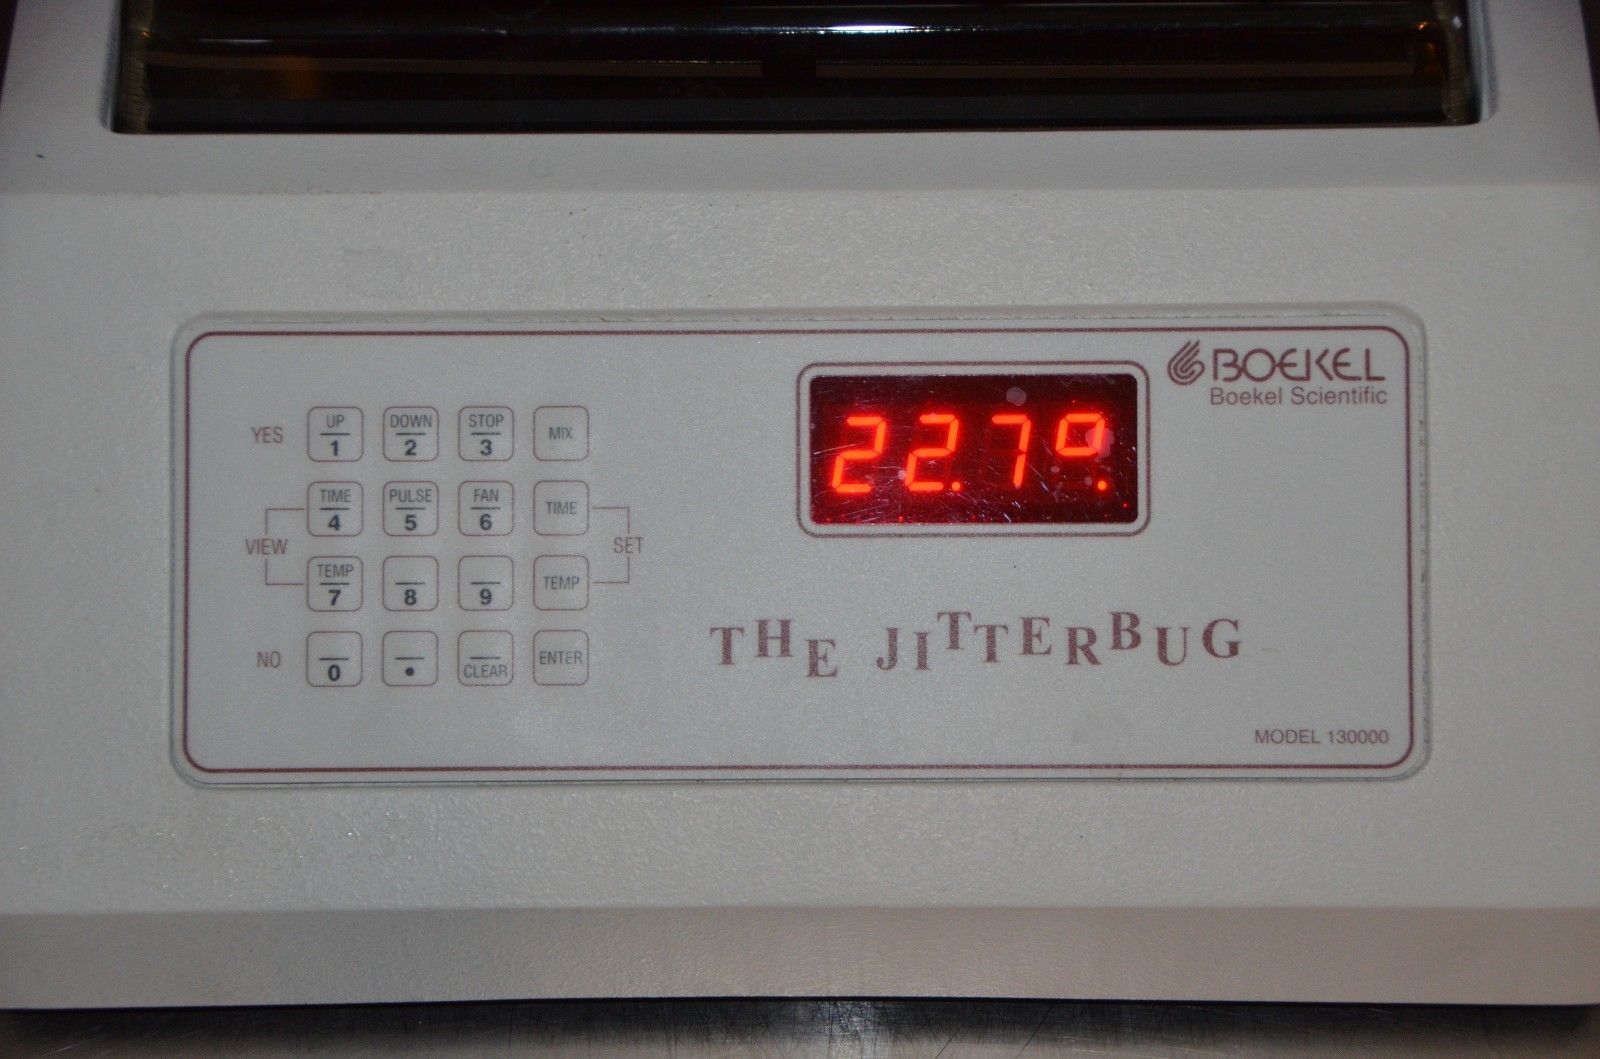 BOEKEL
Boekel Scientific
22.7°.
YES
UP
1
DOWN
2
STOP
3
MIX
TIME
4
PULSE
5
FAN
6
TIME
VIEW
SET
TEMP
7
8
9
TEMP
NO
0
•
CLEAR
ENTER
THE JITTERBUG
MODEL 130000